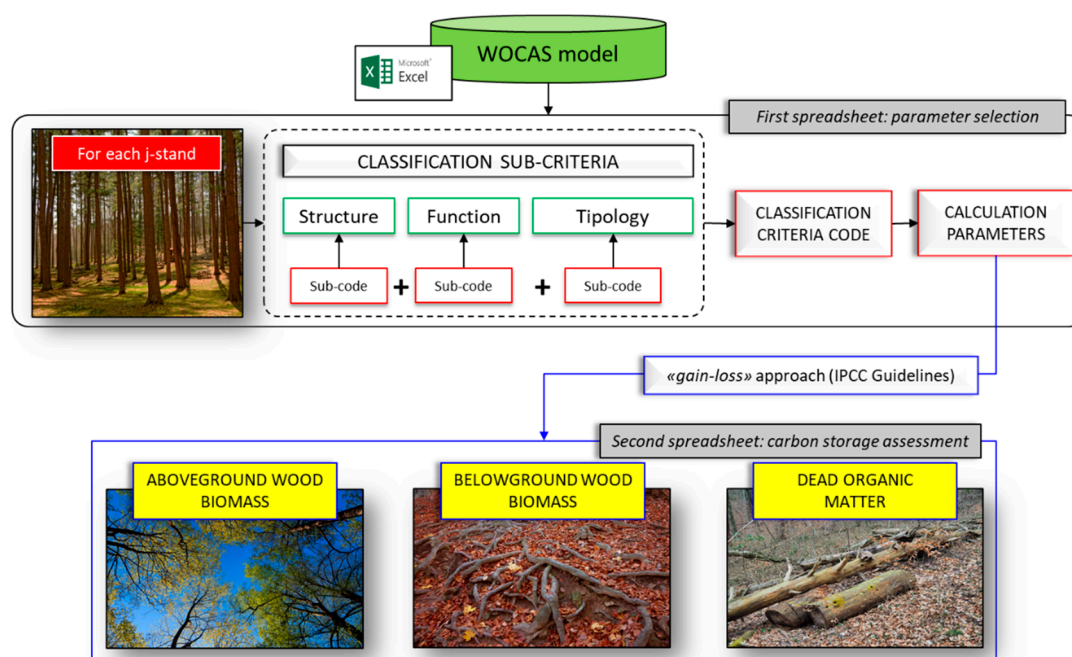 WOCAS model
Microsoft®
Excel
First spreadsheet: parameter selection
For each j-stand
CLASSIFICATION SUB-CRITERIA
Structure
Function
Tipology
Sub-code + Sub-code + Sub-code
CLASSIFICATION
CRITERIA CODE
CALCULATION
PARAMETERS
«gain-loss» approach (IPCC Guidelines)
Second spreadsheet: carbon storage assessment
ABOVEGROUND WOOD
BIOMASS
BELOWGROUND WOOD
BIOMASS
DEAD ORGANIC
MATTER